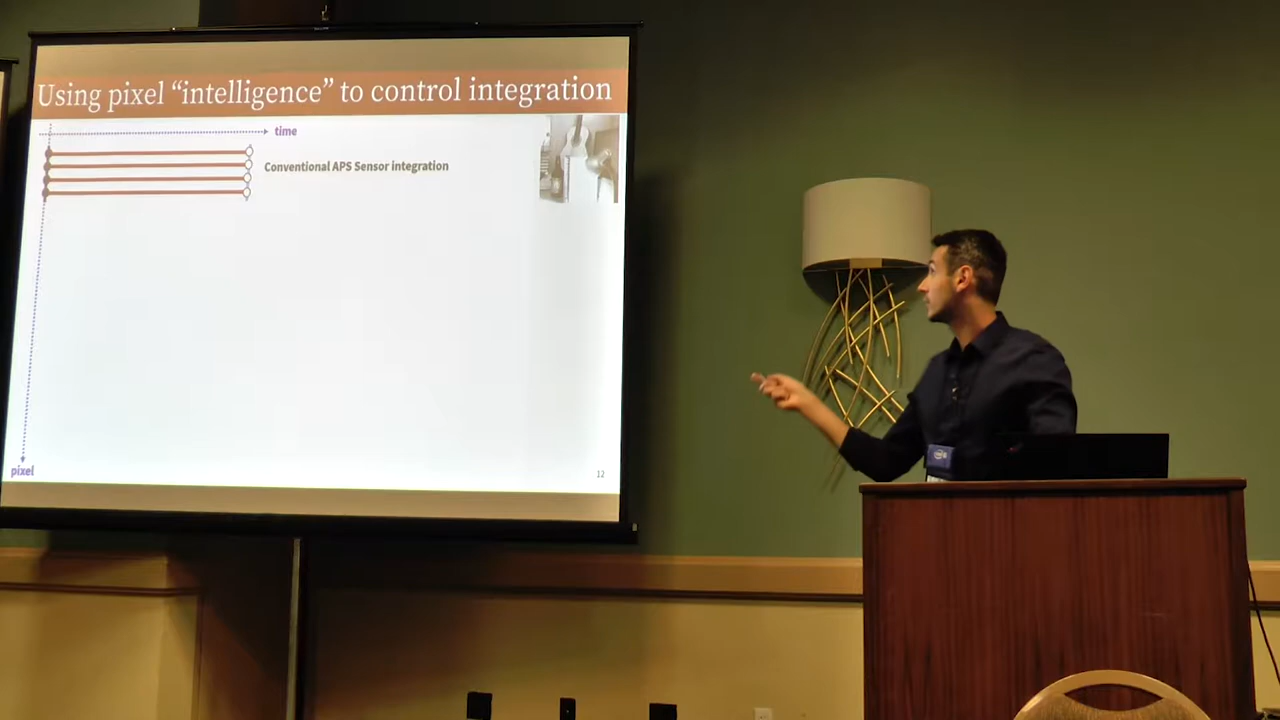 Using pixel “intelligence” to control integration
time
Conventional APS Sensor integration
pixel
12